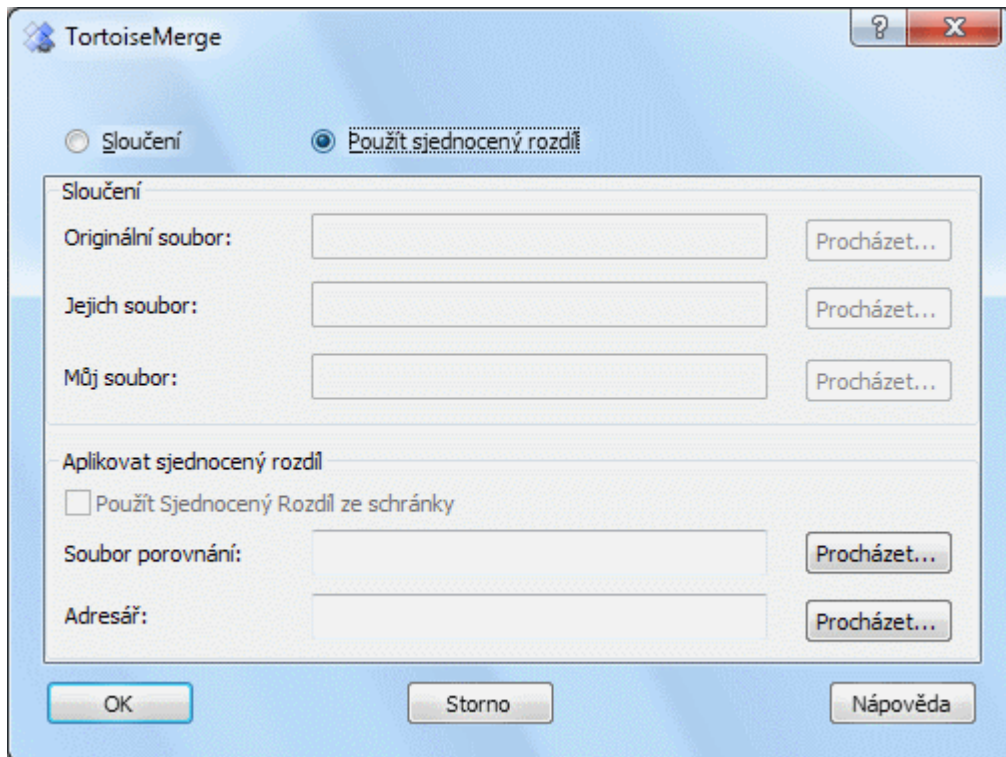 TortoiseMerge
Sloučení Použít sjednocený rozdíl
Sloučení
Originální soubor: Procházet...
Jejich soubor: Procházet...
Můj soubor: Procházet...
Aplikovat sjednocený rozdíl
Použít Sjednocený Rozdíl ze schránky
Soubor porovnání: Procházet...
Adresář: Procházet...
OK Storno Nápověda